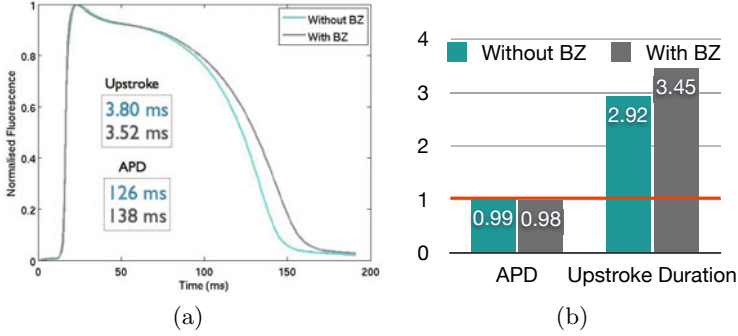 Without BZ
With BZ
Normalised Fluorescence
1
0.8
0.6
0.4
0.2
0
Upstroke
3.80 ms
3.52 ms
APD
126 ms
138 ms
0
50
100
150
200
Time (ms)
(a)
4
3
2
1
0
Without BZ
With BZ
0.99
0.98
2.92
3.45
APD
Upstroke Duration
(b)